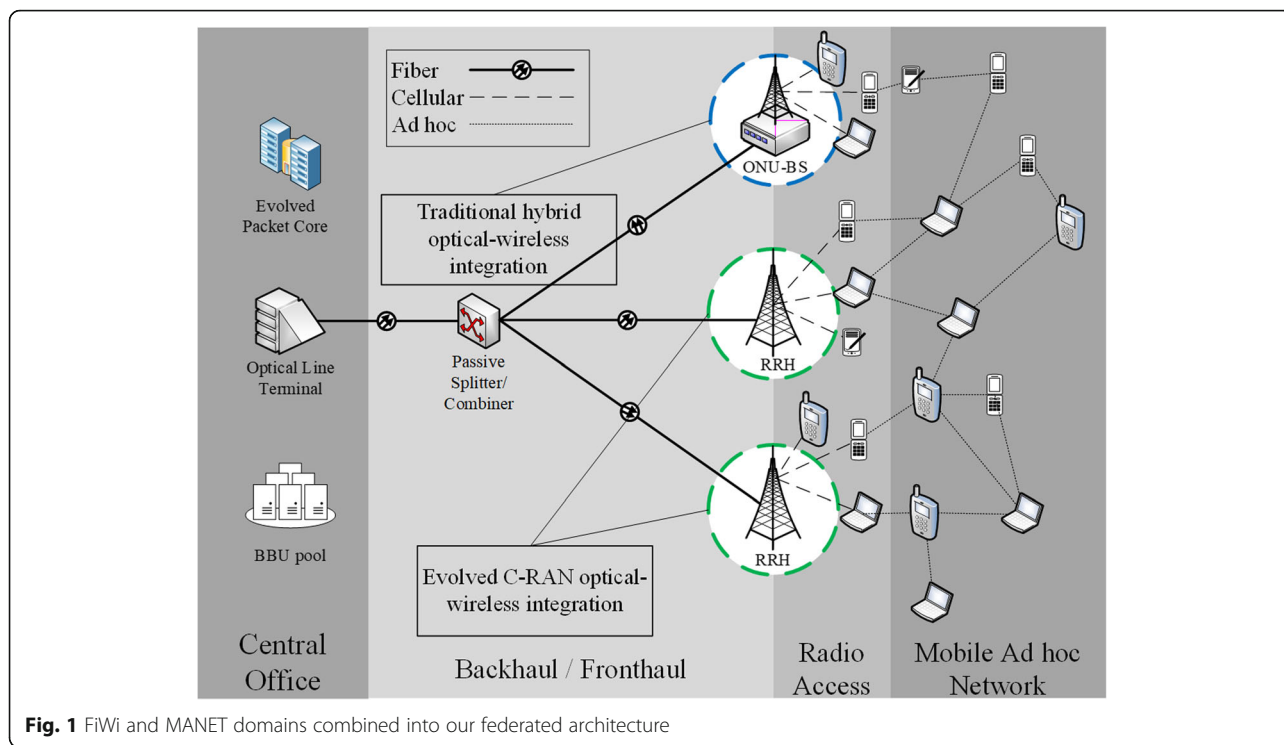 Fiber
Cellular
Ad hoc
ONU-BS
Evolved
Packet Core
Traditional hybrid
optical-wireless
integration
Optical Line
Terminal
Passive
Splitter/
Combiner
RRH
BBU pool
RRH
Evolved C-RAN optical-
wireless integration
Central
Office
Backhaul / Fronthaul
Radio
Access
Mobile Ad hoc
Network
Fig. 1 FiWi and MANET domains combined into our federated architecture